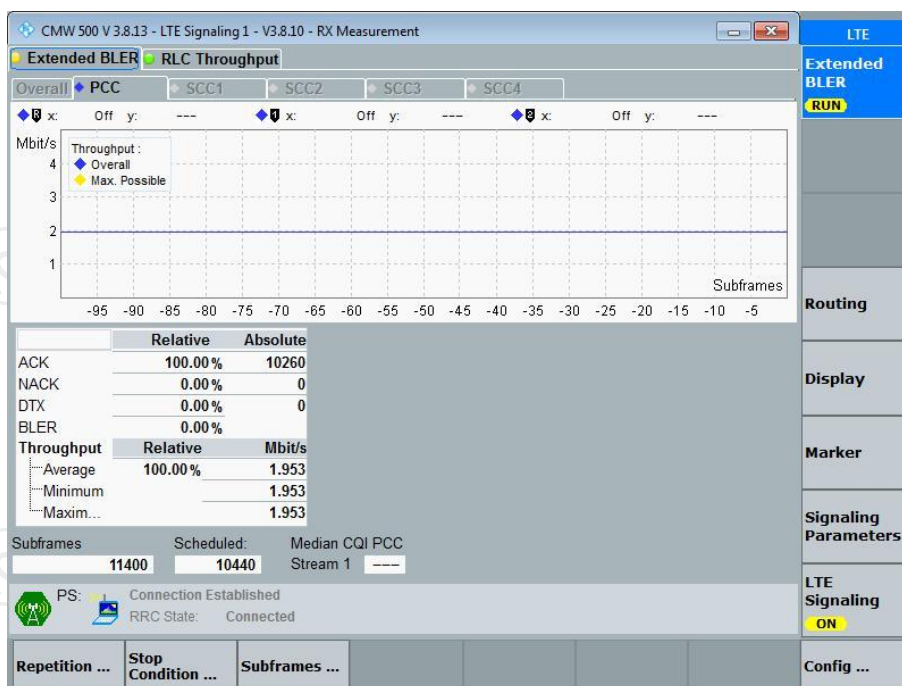 CMW 500 V 3.8.13 - LTE Signaling 1 - V3.8.10 - RX Measurement
LTE
Extended BLER RLC Throughput
Extended BLER
RUN
Overall PCC SCC1 SCC2 SCC3 SCC4
x: Off y: --- 1 x: Off y: --- 2 x: Off y: ---
Mbit/s
Throughput :
Overall
Max. Possible
4
3
2
1
Subframes
-95 -90 -85 -80 -75 -70 -65 -60 -55 -50 -45 -40 -35 -30 -25 -20 -15 -10 -5
Routing
Relative Absolute
ACK 100.00 % 10260
NACK 0.00 % 0
DTX 0.00 % 0
BLER 0.00 %
Throughput Relative Mbit/s
Average 100.00 % 1.953
Minimum 1.953
Maxim... 1.953
Display
Marker
Subframes Scheduled: Median CQI PCC
11400 10440 Stream 1 ---
Signaling
Parameters
PS: Connection Established
RRC State: Connected
LTE
Signaling
ON
Repetition ... Stop Condition ... Subframes ... Config ...